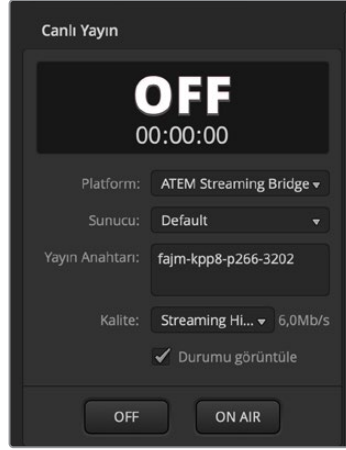 Canlı Yayın
OFF
00:00:00
Platform: ATEM Streaming Bridge
Sunucu: Default
Yayın Anahtarı: fajm-kpp8-p266-3202
Kalite: Streaming Hi... 6,0Mb/s
Durumu görüntüle
OFF ON AIR